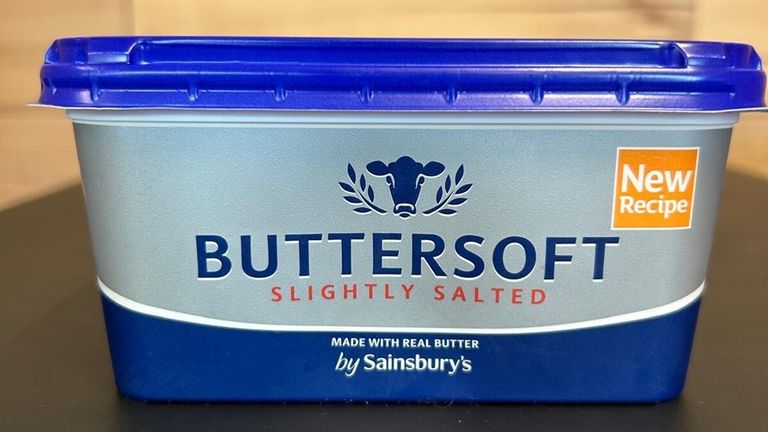 New
Recipe
BUTTERSOFT
SLIGHTLY SALTED
MADE WITH REAL BUTTER
by Sainsbury's